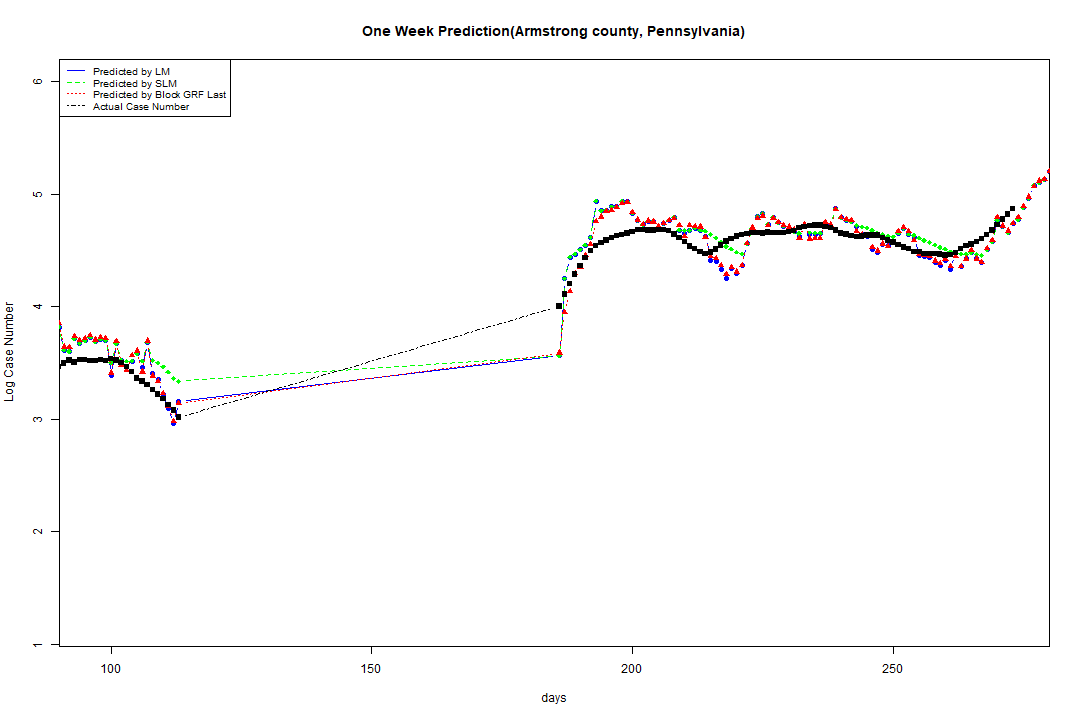 One Week Prediction(Armstrong county, Pennsylvania)
Predicted by LM
Predicted by SLM
Predicted by Block GRF Last
Actual Case Number
6
5
4
3
2
1
Log Case Number
100 150 200 250
days